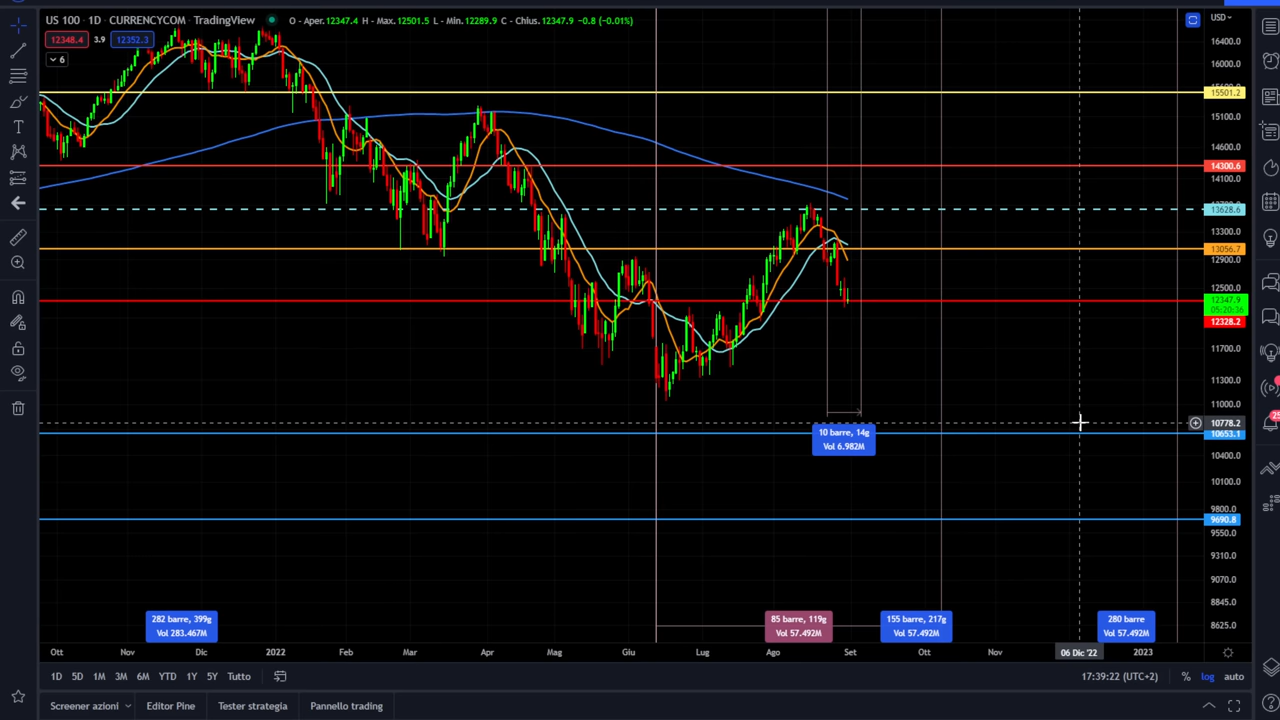 US 100 · 1D · CURRENCYCOM · TradingView
O - Aper.12347.4 H - Max.12501.5 L - Min.12289.9 C - Chius.12347.9 -0.8 (-0.01%)
USD
12348.4 3.9 12352.3
6
16400.0
16000.0
15501.2
15100.0
14600.0
14300.6
14100.0
13628.6
13300.0
13056.7
12900.0
12500.0
12347.9
05:20:36
12328.2
11700.0
11300.0
11000.0
10778.2
10653.1
10400.0
10100.0
9800.0
9690.8
9550.0
9310.0
9070.0
8845.0
8625.0
10 barre, 14g
Vol 6.982M
282 barre, 399g
Vol 283.467M
85 barre, 119g
Vol 57.492M
155 barre, 217g
Vol 57.492M
280 barre
Vol 57.492M
Ott Nov Dic 2022 Feb Apr Mag Giu Lug Ago Set Ott Nov 06 Dic '22 2023
1D 5D 1M 3M 6M YTD 1Y 5Y Tutto
17:39:22 (UTC+2) % log auto
Screener azioni Editor Pine Tester strategia Pannello trading